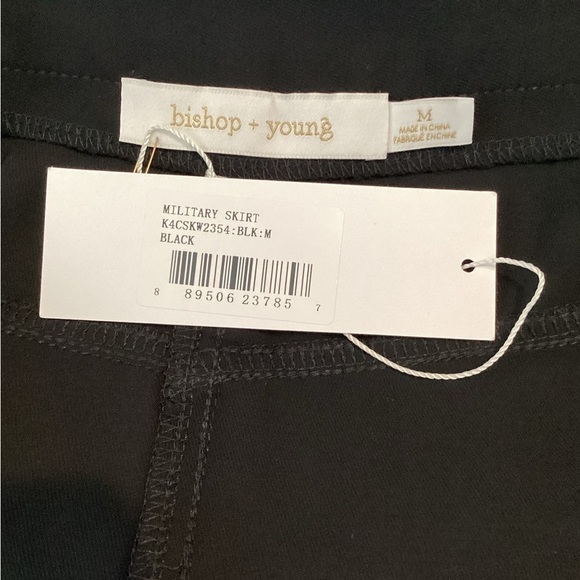 bishop + young
M
MADE IN CHINA
FABRIQUE EN CHINE
MILITARY SKIRT
K4CSKW2354:BLK:M
BLACK
8 89506 23785 7